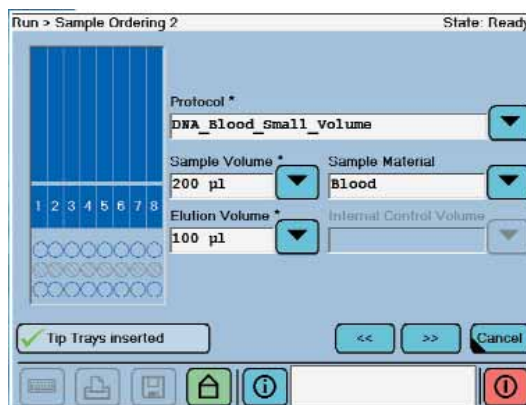 Run > Sample Ordering 2 State: Ready
Protocol *
DNA_Blood_Small_Volume
Sample Volume * Sample Material
200 µl Blood
Elution Volume * Internal Control Volume
100 µl
1 2 3 4 5 6 7 8
Tip Trays inserted << >> Cancel